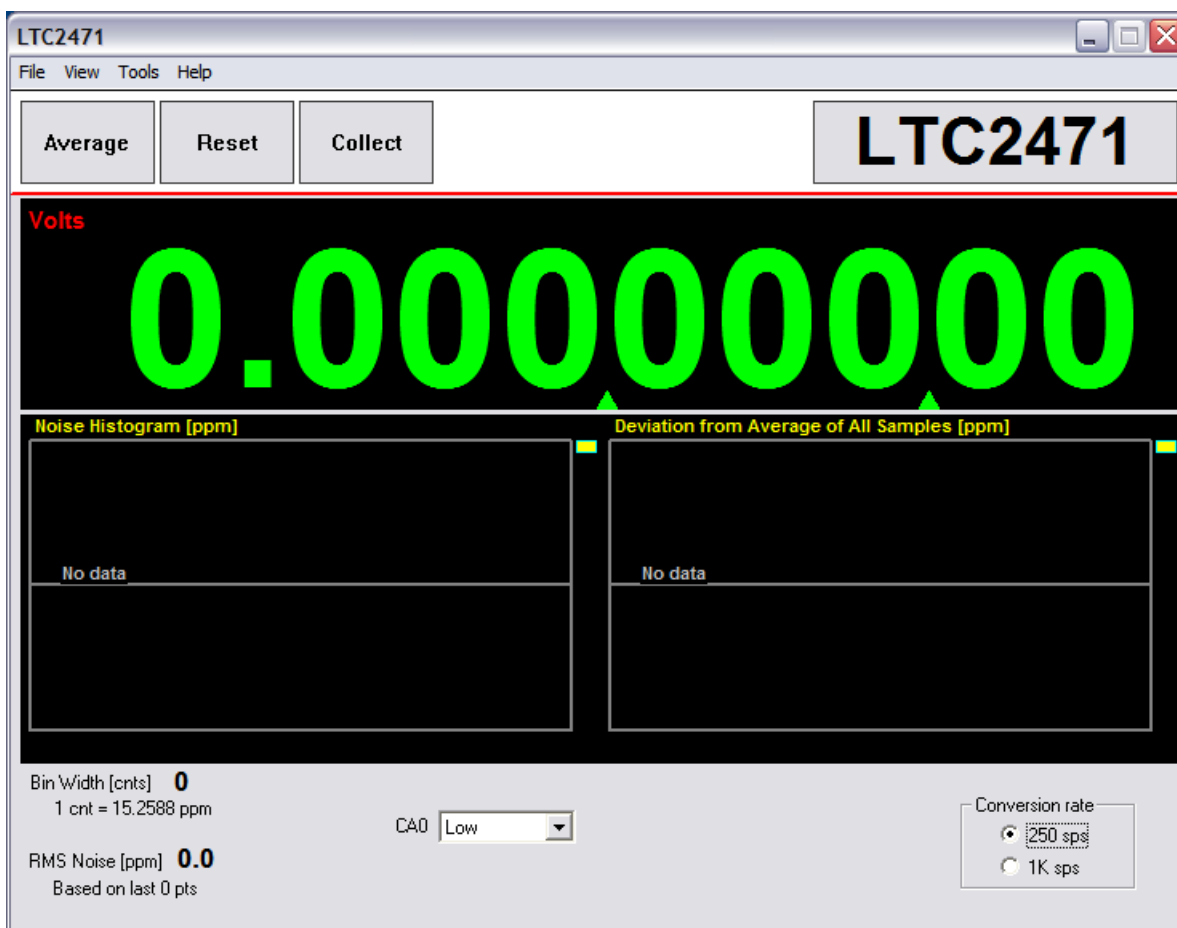 LTC2471
File View Tools Help
Average Reset Collect LTC2471
Volts
0.00000000
Noise Histogram [ppm] Deviation from Average of All Samples [ppm]
No data No data
Bin Width [cnts] 0
1 cnt = 15.2588 ppm
CA0 Low
Conversion rate
250 sps
1K sps
RMS Noise [ppm] 0.0
Based on last 0 pts